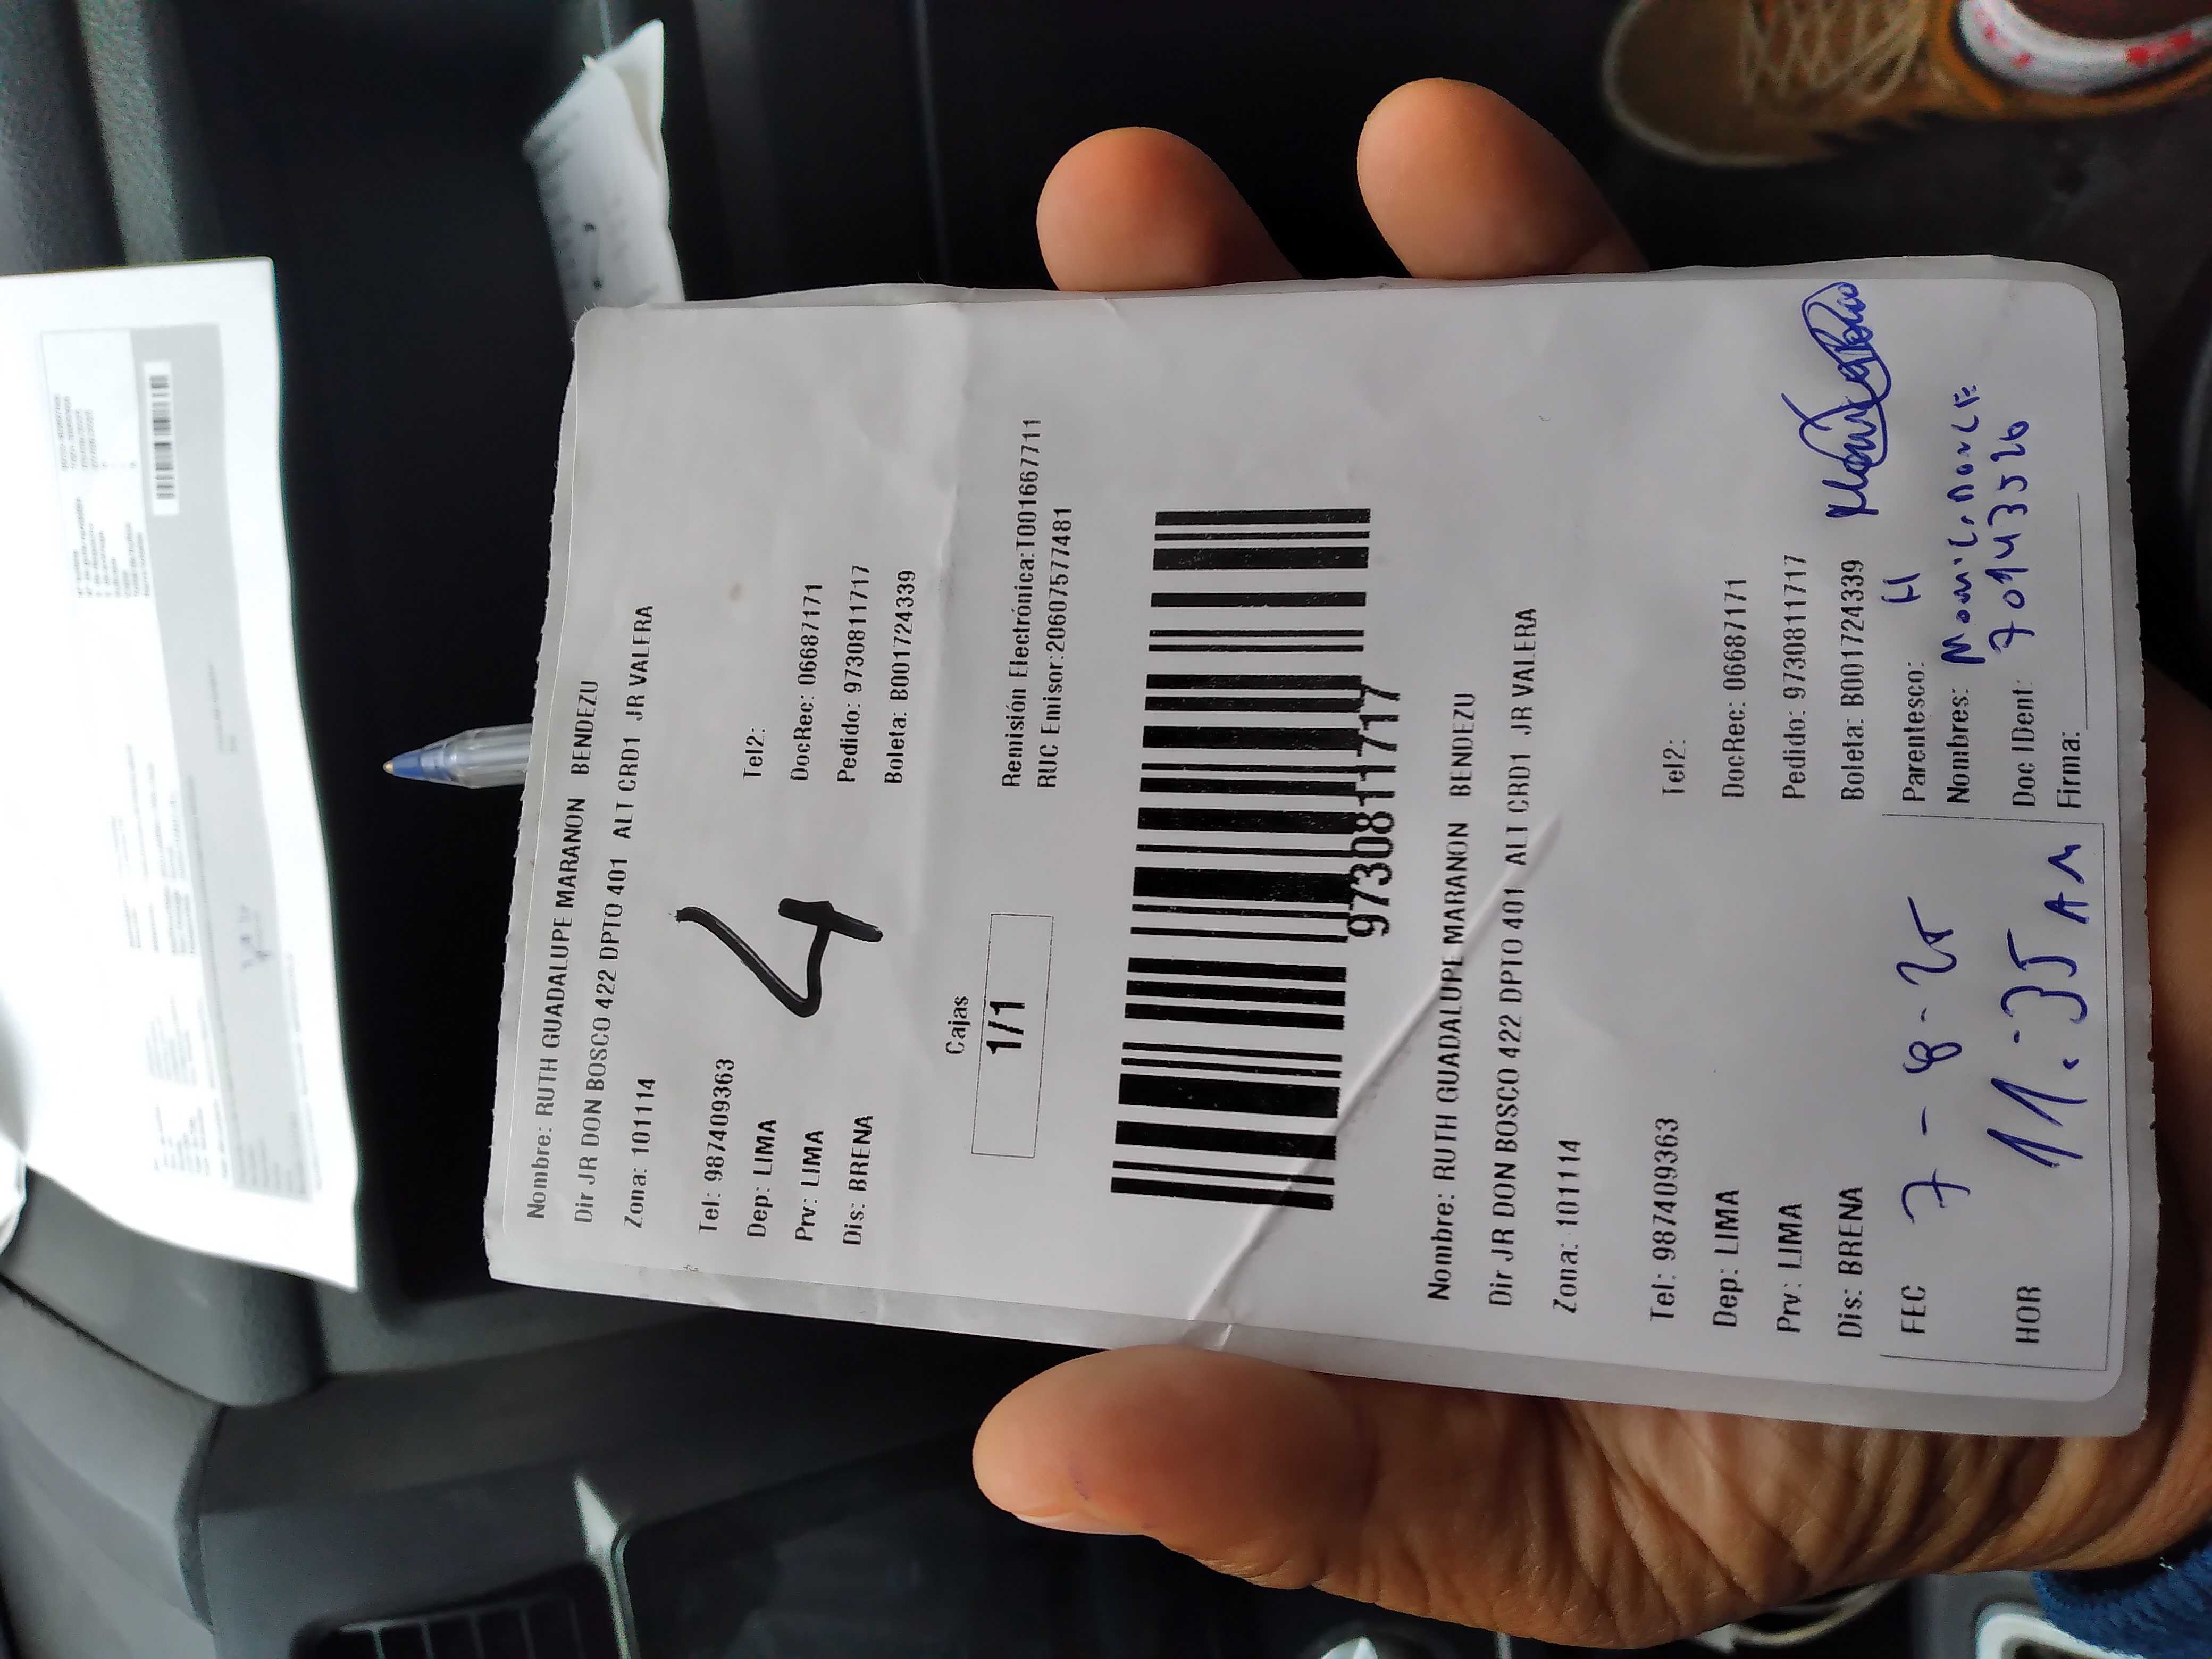 Nombre: RUTH GUADALUPE MARANON BENDEZU
Dir JR DON BOSCO 422 DPTO 401 ALT CRD1 JR VALERA
Zona: 101114
Tel: 987409363 Tel2:
Dep: LIMA DocRec: 06687171
Prv: LIMA Pedido: 9730811717
Dis: BRENA Boleta: B001724339
4
Cajas
1/1
Remisión Electrónica:T001667711
RUC Emisor:20607577481
9730811717
Nombre: RUTH GUADALUPE MARANON BENDEZU
Dir JR DON BOSCO 422 DPTO 401 ALT CRD1 JR VALERA
Zona: 101114
Tel: 987409363 Tel2:
Dep: LIMA DocRec: 06687171
Prv: LIMA Pedido: 9730811717
Dis: BRENA Boleta: B001724339
FEC 7-8-25
HOR 11:35 AM
Parentesco: H
Nombres:
Doc IDent: 70143526
Firma: